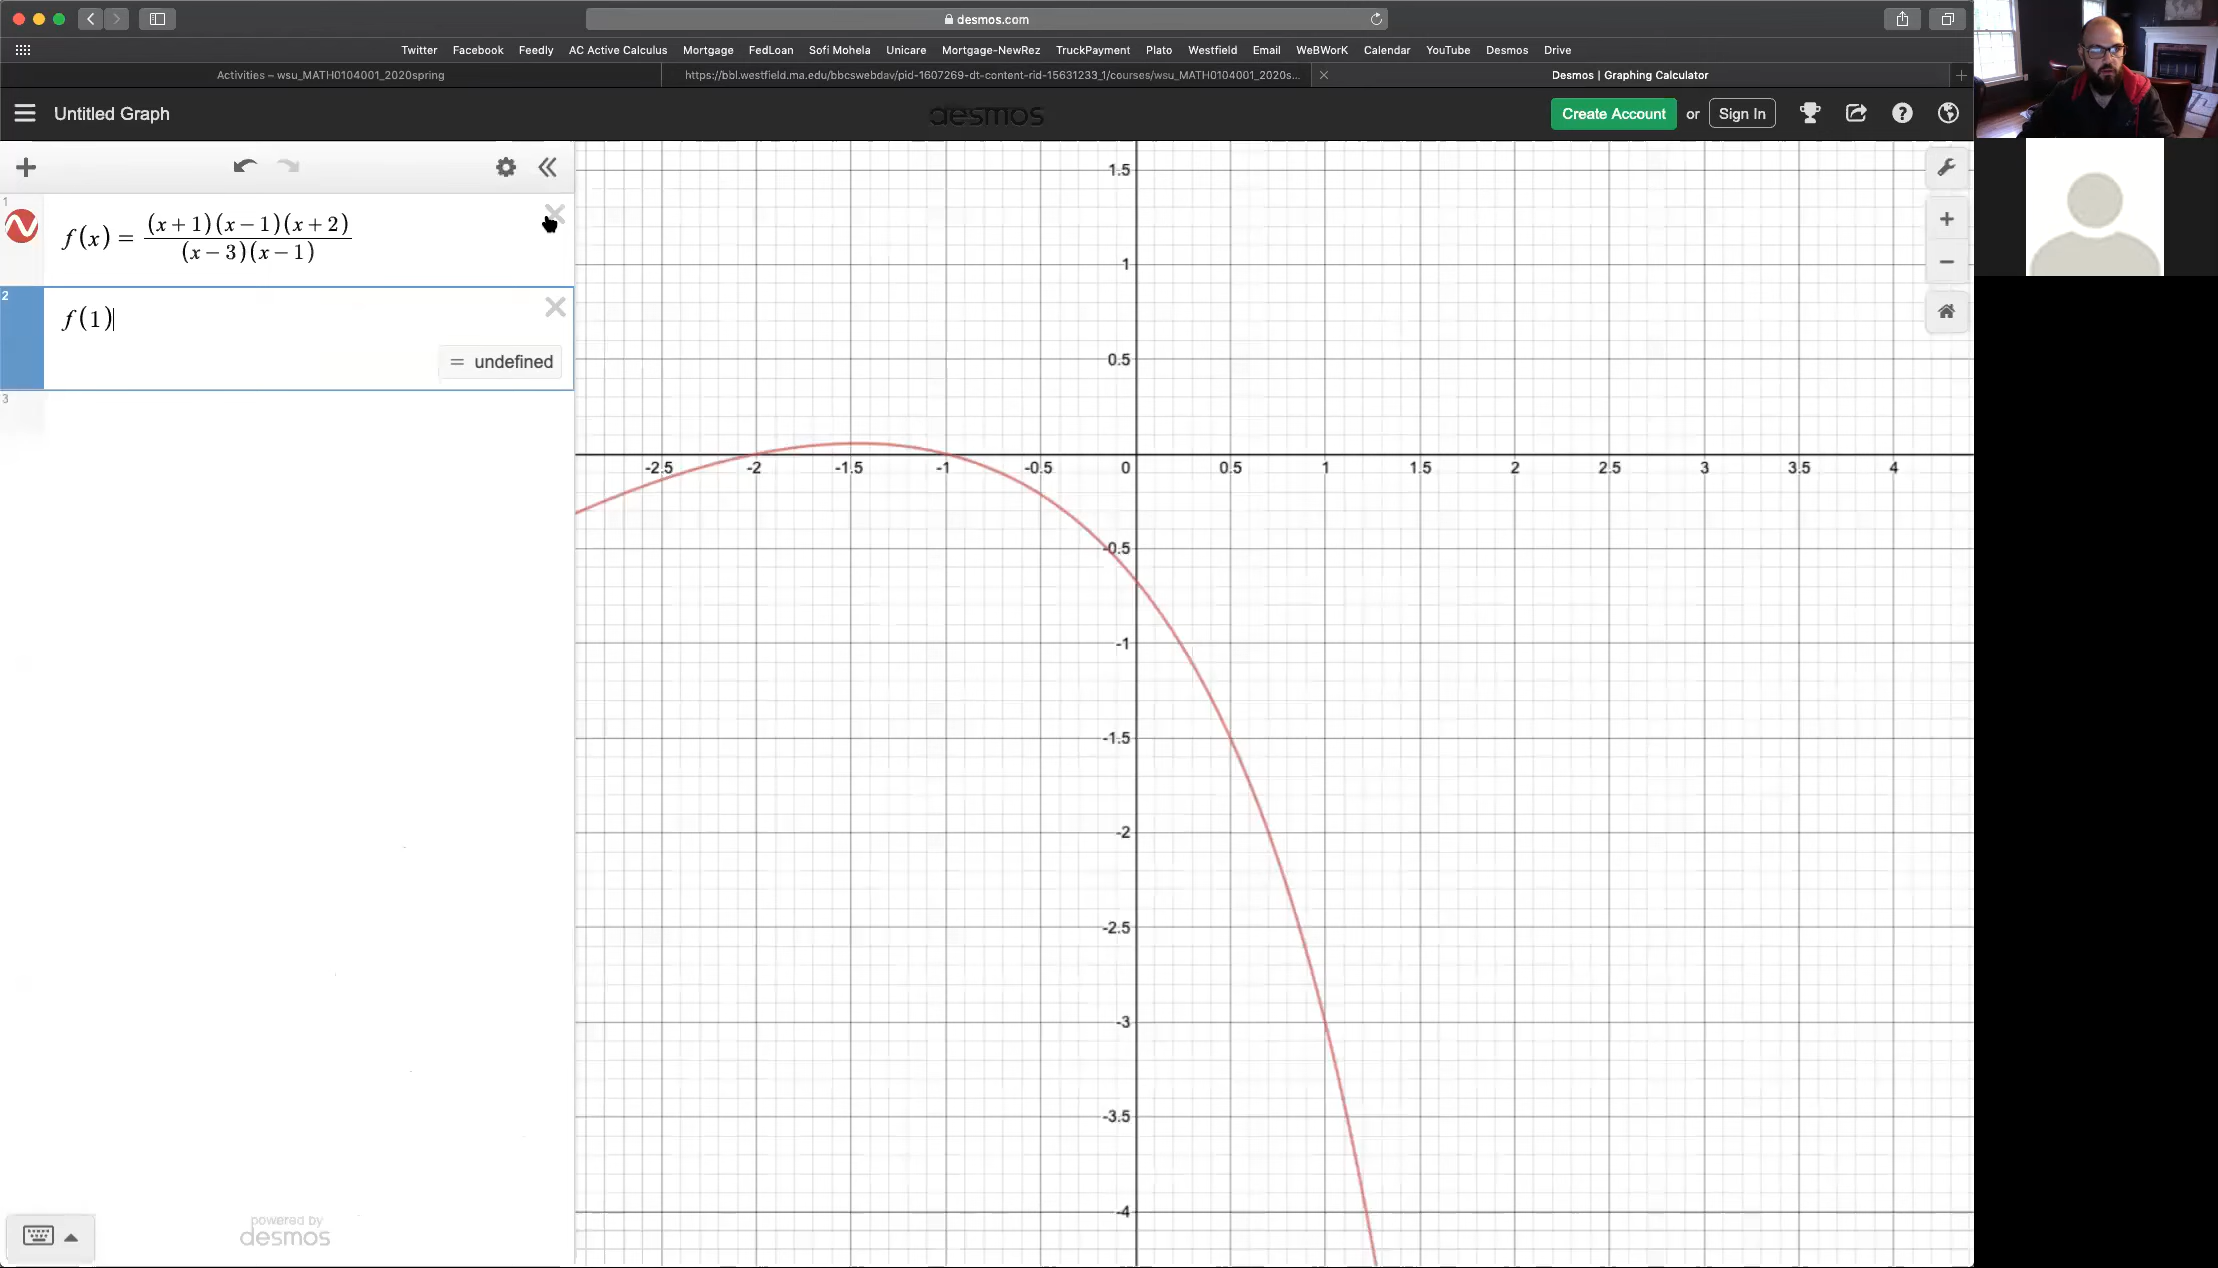 desmos.com
Twitter Facebook Feedly AC Active Calculus Mortgage FedLoan Sofi Mohela Unicare Mortgage-NewRez TruckPayment Plato Westfield Email WeBWorK Calendar YouTube Desmos Drive
Activities – wsu_MATH0104001_2020spring
https://bbl.westfield.ma.edu/bbcswebdav/pid-1607269-dt-content-rid-15631233_1/courses/wsu_MATH0104001_2020s...
Desmos | Graphing Calculator
Untitled Graph
desmos
Create Account or Sign In
1
f(x) = (x+1)(x−1)(x+2)
(x−3)(x−1)
2
f(1)
= undefined
3
1.5
1
0.5
-2.5 -2 -1.5 -1 -0.5 0 0.5 1 1.5 2 2.5 3 3.5 4
-0.5
-1
-1.5
-2
-2.5
-3
-3.5
-4
powered by
desmos